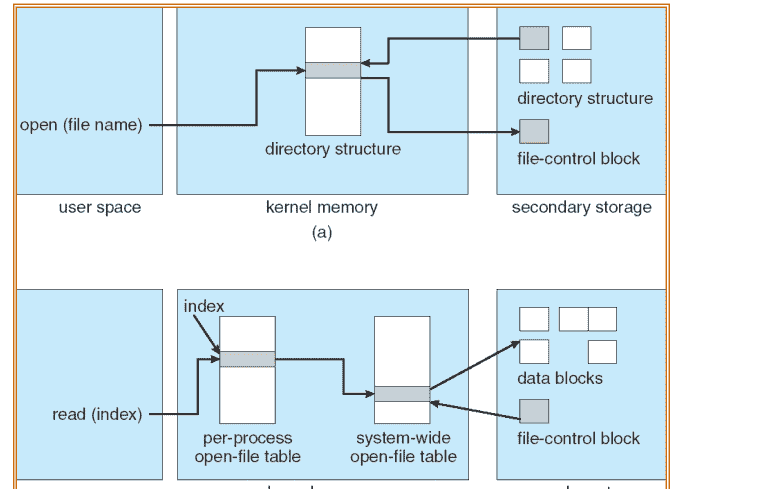 open (file name)
directory structure
directory structure
file-control block
user space
kernel memory
secondary storage
(a)
index
read (index)
per-process
open-file table
system-wide
open-file table
data blocks
file-control block